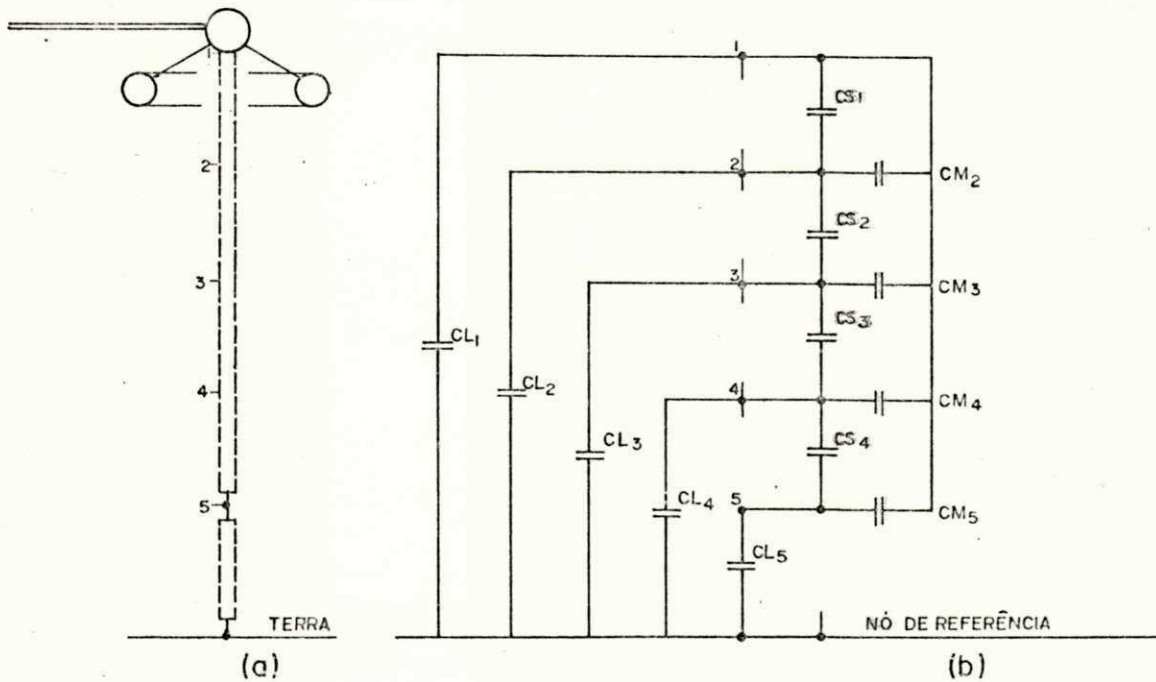 1
2
3
4
5
TERRA
(a)
1
CS1
2
CM2
CS2
3
CM3
CS3
CL1
CL2
4
CM4
CL3
CS4
CL4
5
CM5
CL5
NÓ DE REFERÊNCIA
(b)